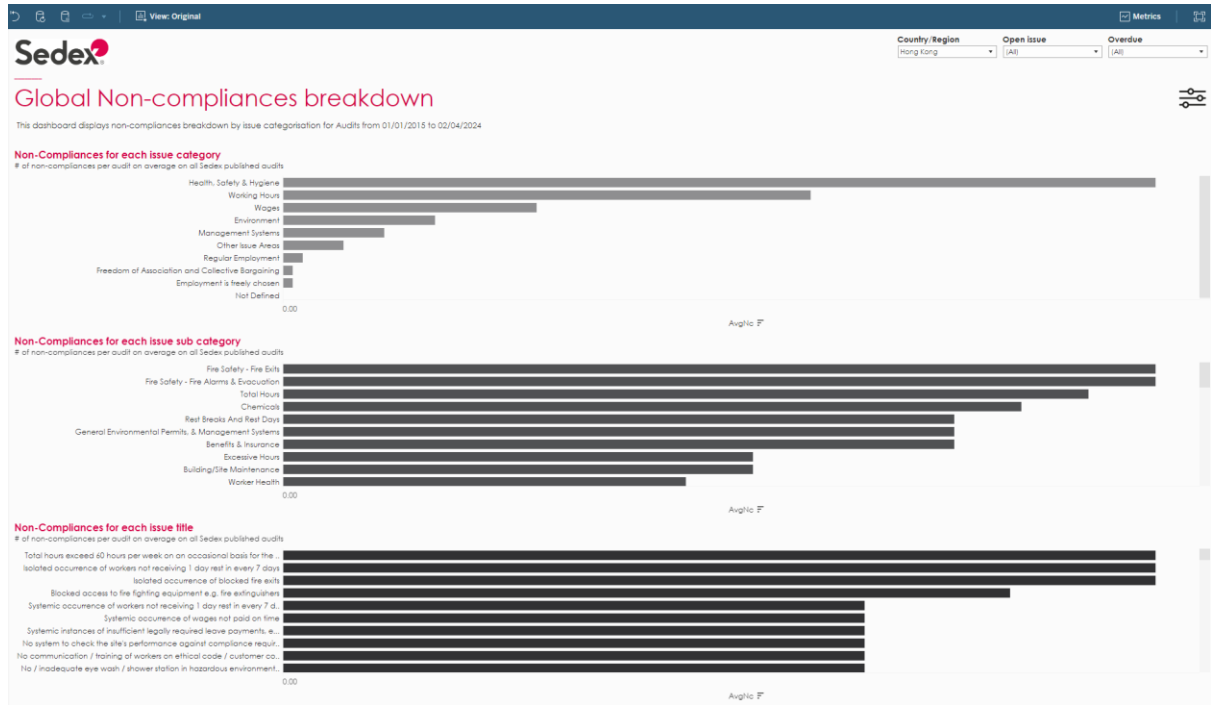 View: Original
Metrics
Sedex
Country/Region
Open issue
Overdue
Hong Kong
(All)
(All)
Global Non-compliances breakdown
This dashboard displays non-compliances breakdown by issue categorisation for Audits from 01/01/2015 to 02/04/2024
Non-Compliances for each issue category
# of non-compliances per audit on average on all Sedex published audits
Health, Safety & Hygiene
Working Hours
Wages
Environment
Management Systems
Other Issue Areas
Regular Employment
Freedom of Association and Collective Bargaining
Employment is freely chosen
Not Defined
0.00
AvgNc
Non-Compliances for each issue sub category
# of non-compliances per audit on average on all Sedex published audits
Fire Safety - Fire Exits
Fire Safety - Fire Alarms & Evacuation
Total Hours
Chemicals
Rest Breaks And Rest Days
General Environmental Permits, & Management Systems
Benefits & Insurance
Excessive Hours
Building/Site Maintenance
Worker Health
0.00
AvgNc
Non-Compliances for each issue title
# of non-compliances per audit on average on all Sedex published audits
Total hours exceed 60 hours per week on an occasional basis for the ..
Isolated occurrence of workers not receiving 1 day rest in every 7 days
Isolated occurrence of blocked fire exits
Blocked access to fire fighting equipment e.g. fire extinguishers
Systemic occurrence of workers not receiving 1 day rest in every 7 d..
Systemic occurrence of wages not paid on time
Systemic instances of insufficient legally required leave payments, e...
No system to check the site's performance against compliance requir..
No communication / training of workers on ethical code / customer co..
No / inadequate eye wash / shower station in hazardous environment..
0.00
AvgNc